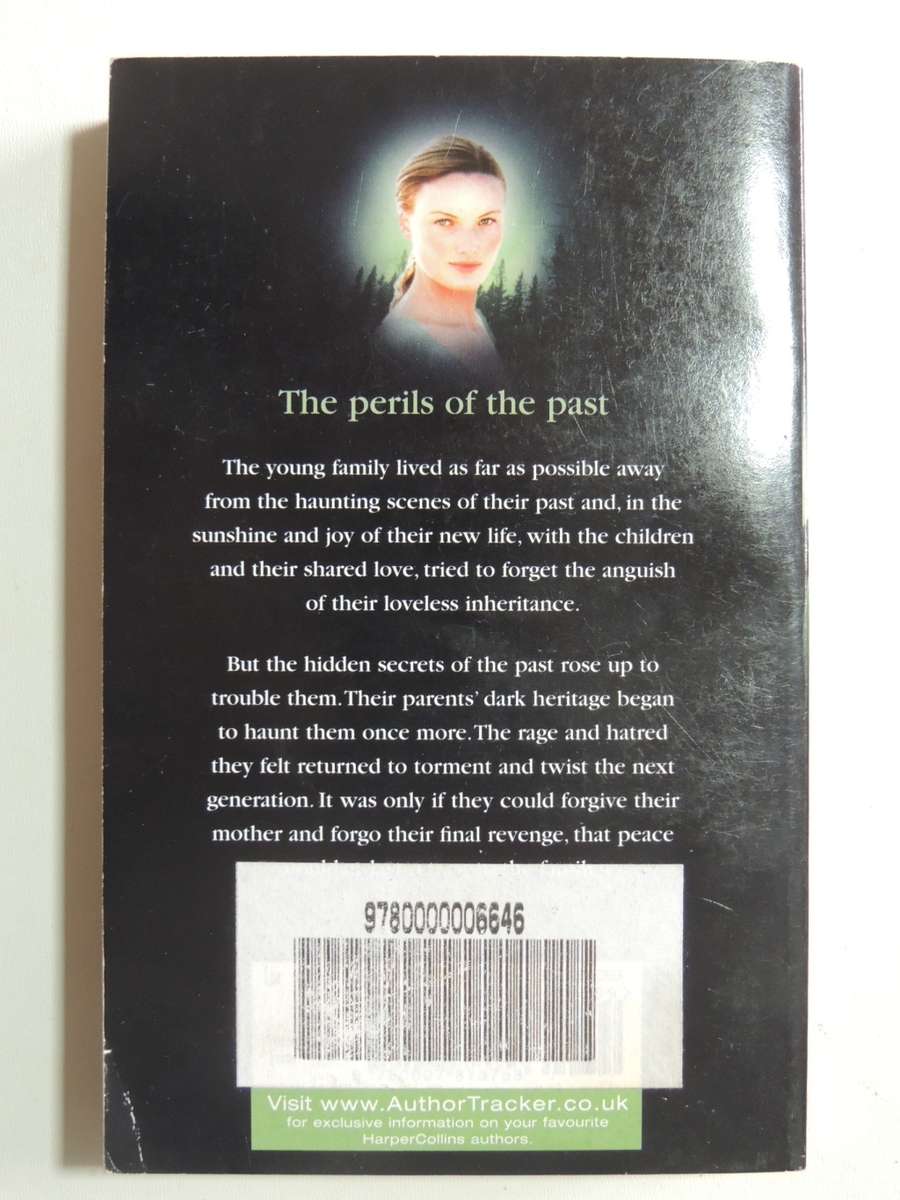 The perils of the past
The young family lived as far as possible away
from the haunting scenes of their past and, in the
sunshine and joy of their new life, with the children
and their shared love, tried to forget the anguish
of their loveless inheritance.
But the hidden secrets of the past rose up to
trouble them. Their parents' dark heritage began
to haunt them once more. The rage and hatred
they felt returned to torment and twist the next
generation. It was only if they could forgive their
mother and forgo their final revenge, that peace
9780000006646
Visit www.AuthorTracker.co.uk
for exclusive information on your favourite
HarperCollins authors.